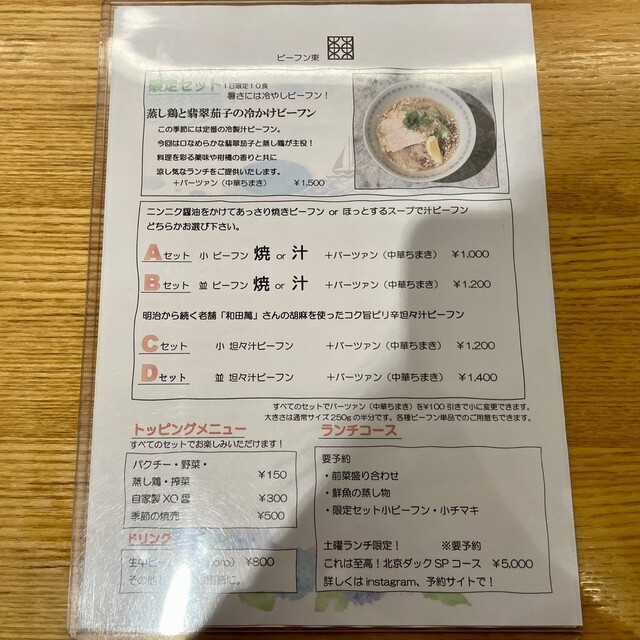 ビーフン東
限定セット 1日限定10食
暑さには冷やしビーフン！
蒸し鶏と翡翠茄子の冷かけビーフン
この季節には定番の冷製汁ビーフン。
今回は口なめらかな翡翠茄子と蒸し鶏が主役！
料理を彩る薬味や柑橘の香りと共に
涼し気なランチをご提供いたします。
＋バーツァン（中華ちまき） ￥1,500
ニンニク醤油をかけてあっさり焼きビーフン or ほっとするスープで汁ビーフン
どちらかお選び下さい。
Aセット 小 ビーフン 焼 or 汁 ＋バーツァン（中華ちまき） ￥1,000
Bセット 並 ビーフン 焼 or 汁 ＋バーツァン（中華ちまき） ￥1,200
明治から続く老舗「和田萬」さんの胡麻を使ったコク旨ピリ辛坦々汁ビーフン
Cセット 小 坦々汁ビーフン ＋バーツァン（中華ちまき） ￥1,200
Dセット 並 坦々汁ビーフン ＋バーツァン（中華ちまき） ￥1,400
すべてのセットでバーツァン（中華ちまき）を￥100引きで小に変更できます。
大きさは通常サイズ250gの半分です。各種ビーフン単品でのご用意もできます。
トッピングメニュー
すべてのセットでお楽しみいただけます！
パクチー・野菜・
蒸し鶏・搾菜 ￥150
自家製XO醤 ￥300
季節の焼売 ￥500
ドリンク
生中ビー oro) ￥800
その他 に。
ランチコース
要予約
・前菜盛り合わせ
・鮮魚の蒸し物
・限定セット小ビーフン・小チマキ
土曜ランチ限定！ ※要予約
これは至高！北京ダックSPコース ￥5,000
詳しくはinstagram、予約サイトで！